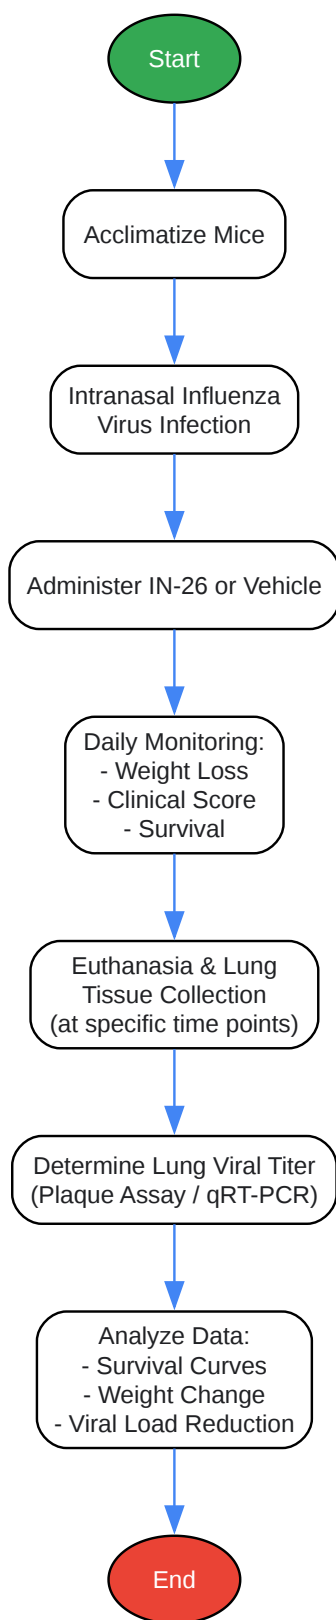 Start
Acclimatize Mice
Intranasal Influenza
Virus Infection
Administer IN-26 or Vehicle
Daily Monitoring:
- Weight Loss
- Clinical Score
- Survival
Euthanasia & Lung
Tissue Collection
(at specific time points)
Determine Lung Viral Titer
(Plaque Assay / qRT-PCR)
Analyze Data:
- Survival Curves
- Weight Change
- Viral Load Reduction
End